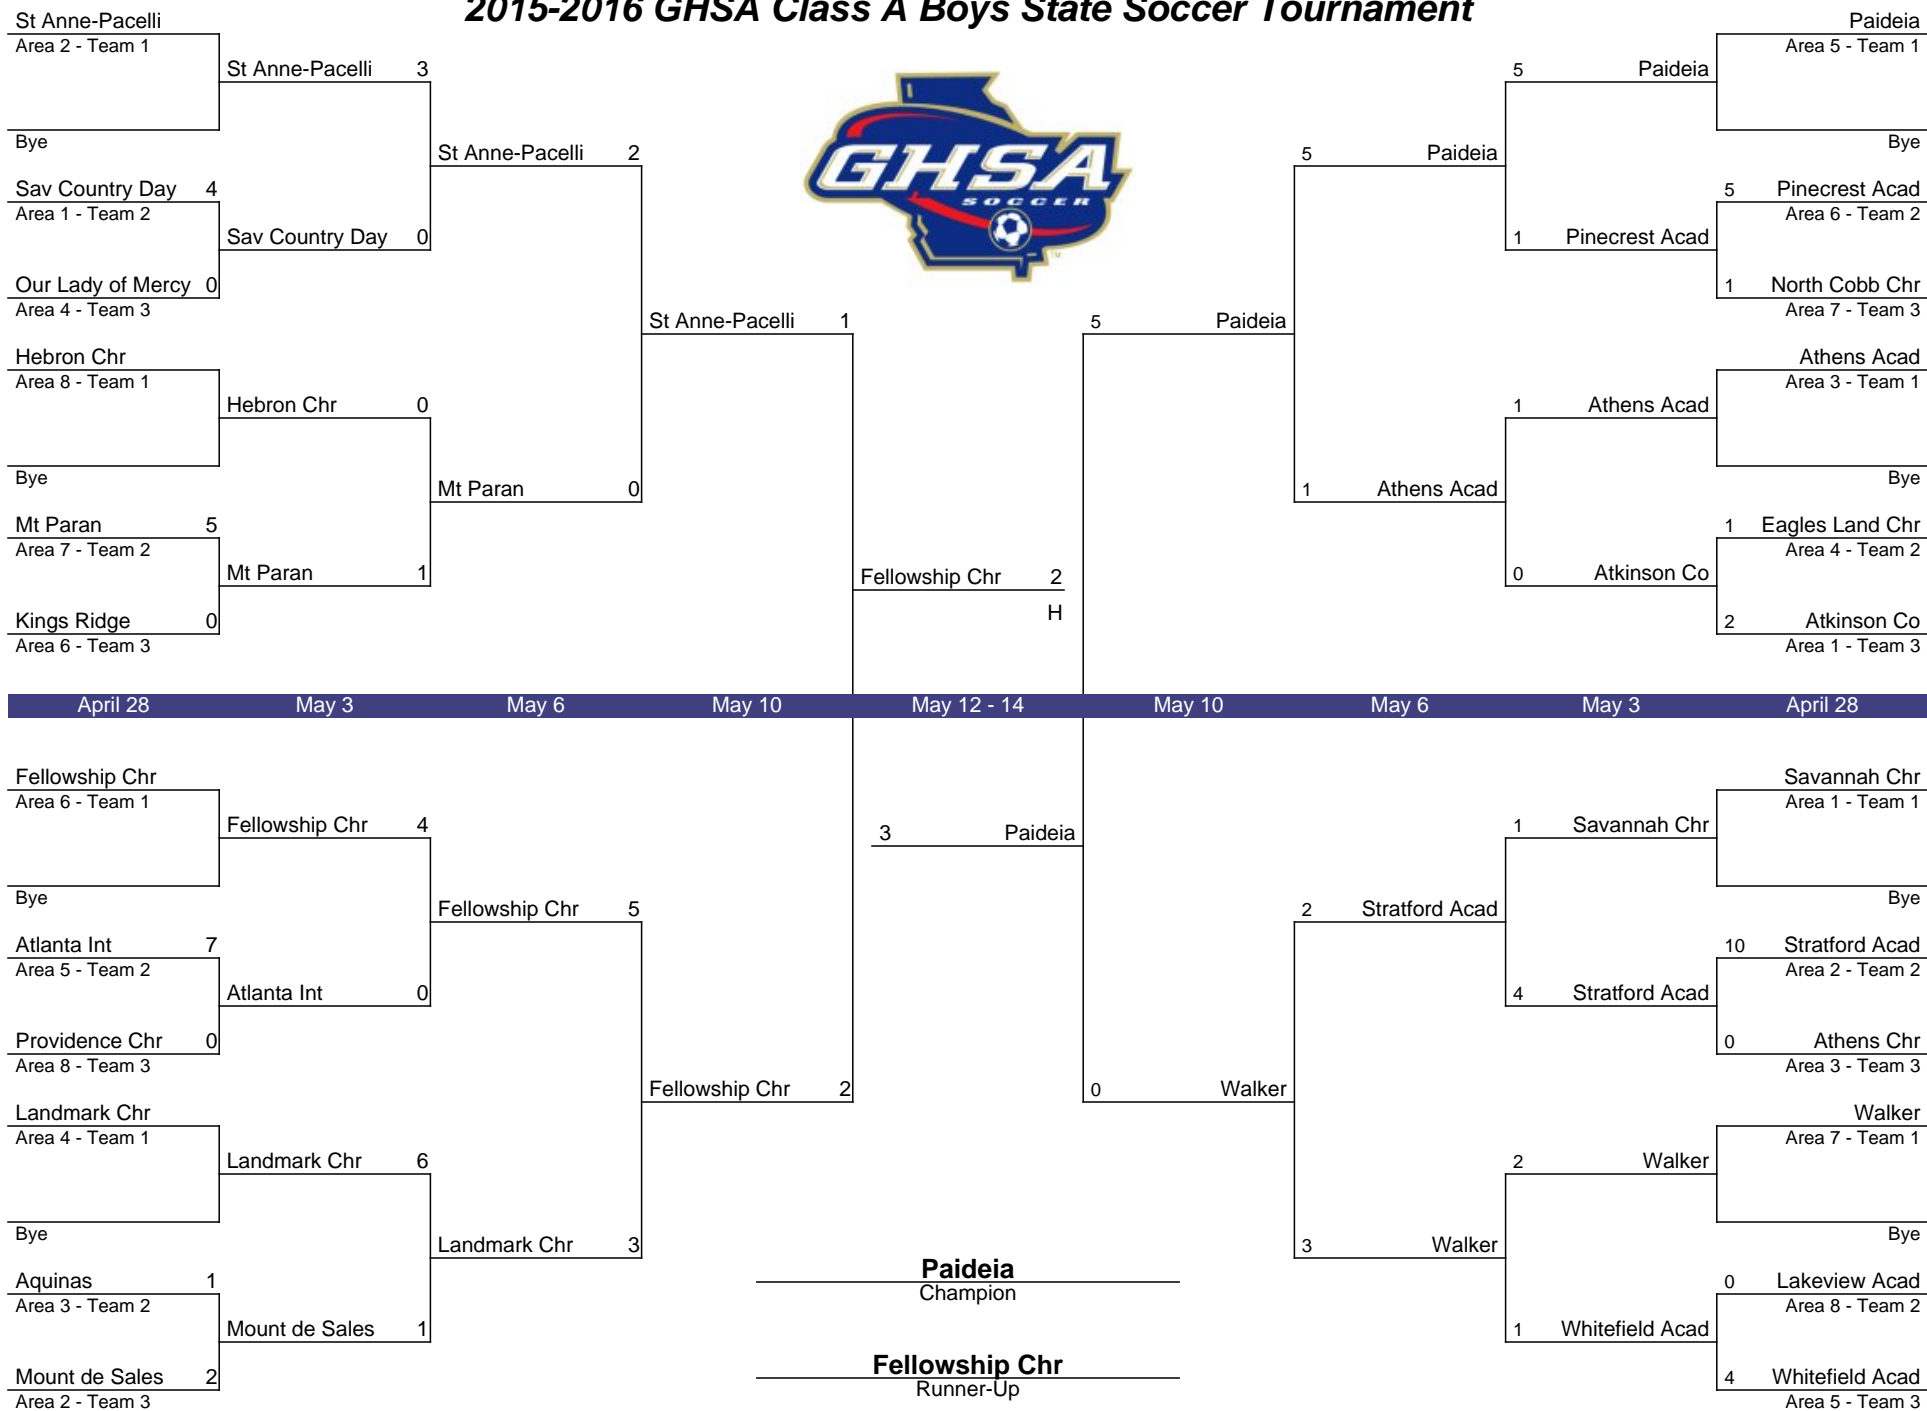 2015-2016 GHSA Class A Boys State Soccer Tournament
GHSA
SOCCER
TM
St Anne-Pacelli
Area 2 - Team 1
Bye
Sav Country Day 4
Area 1 - Team 2
Our Lady of Mercy 0
Area 4 - Team 3
Hebron Chr
Area 8 - Team 1
Bye
Mt Paran 5
Area 7 - Team 2
Kings Ridge 0
Area 6 - Team 3
St Anne-Pacelli 3
Sav Country Day 0
Hebron Chr 0
Mt Paran 1
St Anne-Pacelli 2
Mt Paran 0
St Anne-Pacelli 1
Fellowship Chr 2
H
5 Paideia
5 Paideia
1 Athens Acad
5 Paideia
1 Pinecrest Acad
1 Athens Acad
0 Atkinson Co
Paideia
Area 5 - Team 1
Bye
5 Pinecrest Acad
Area 6 - Team 2
1 North Cobb Chr
Area 7 - Team 3
Athens Acad
Area 3 - Team 1
Bye
1 Eagles Land Chr
Area 4 - Team 2
2 Atkinson Co
Area 1 - Team 3
April 28 May 3 May 6 May 10 May 12 - 14 May 10 May 6 May 3 April 28
Fellowship Chr
Area 6 - Team 1
Bye
Atlanta Int 7
Area 5 - Team 2
Providence Chr 0
Area 8 - Team 3
Landmark Chr
Area 4 - Team 1
Bye
Aquinas 1
Area 3 - Team 2
Mount de Sales 2
Area 2 - Team 3
Fellowship Chr 4
Atlanta Int 0
Landmark Chr 6
Mount de Sales 1
Fellowship Chr 5
Landmark Chr 3
Fellowship Chr 2
3 Paideia
0 Walker
2 Stratford Acad
3 Walker
1 Savannah Chr
4 Stratford Acad
2 Walker
1 Whitefield Acad
Savannah Chr
Area 1 - Team 1
Bye
10 Stratford Acad
Area 2 - Team 2
0 Athens Chr
Area 3 - Team 3
Walker
Area 7 - Team 1
Bye
0 Lakeview Acad
Area 8 - Team 2
4 Whitefield Acad
Area 5 - Team 3
Paideia
Champion
Fellowship Chr
Runner-Up